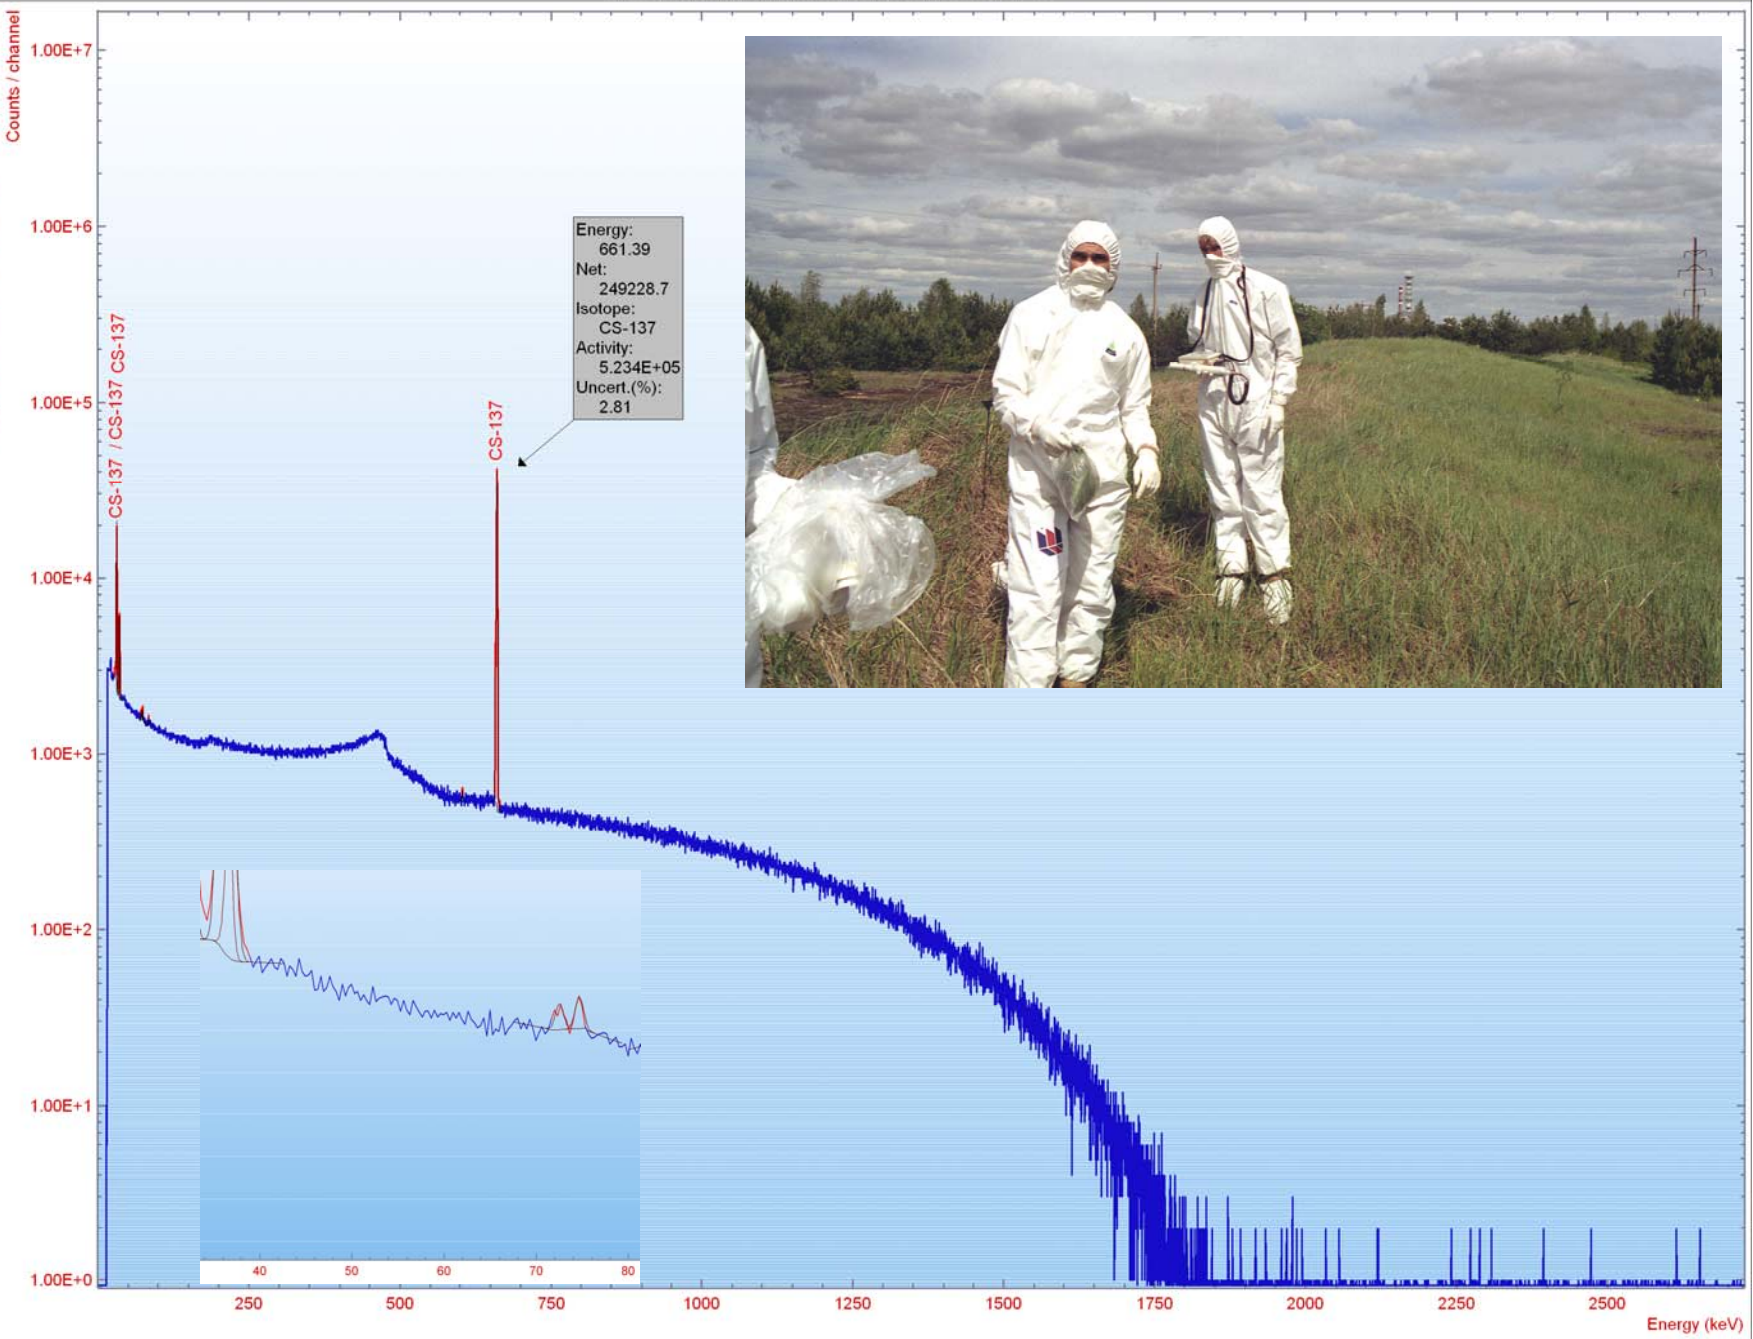 Counts / channel
1.00E+7
1.00E+6
1.00E+5
1.00E+4
1.00E+3
1.00E+2
1.00E+1
1.00E+0
CS-137 / CS-137 CS-137
CS-137
Energy:
661.39
Net:
249228.7
Isotope:
CS-137
Activity:
5.234E+05
Uncert.(%):
2.81
40 50 60 70 80
250 500 750 1000 1250 1500 1750 2000 2250 2500
Energy (keV)